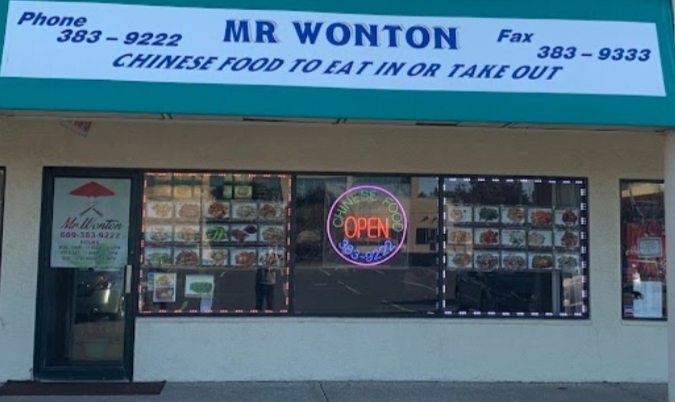 Phone
383-9222
MR WONTON
Fax
383-9333
CHINESE FOOD TO EAT IN OR TAKE OUT
Mr Wonton
609-383-9222
CHINESE FOOD
OPEN
383-9222